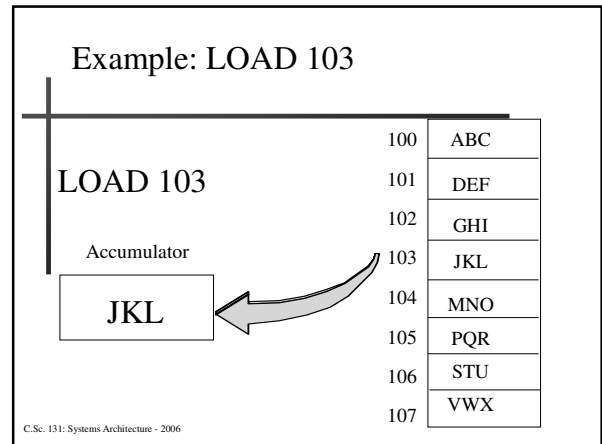 Example: LOAD 103
LOAD 103
Accumulator
JKL
100 ABC
101 DEF
102 GHI
103 JKL
104 MNO
105 PQR
106 STU
107 VWX
C.Sc. 131: Systems Architecture - 2006